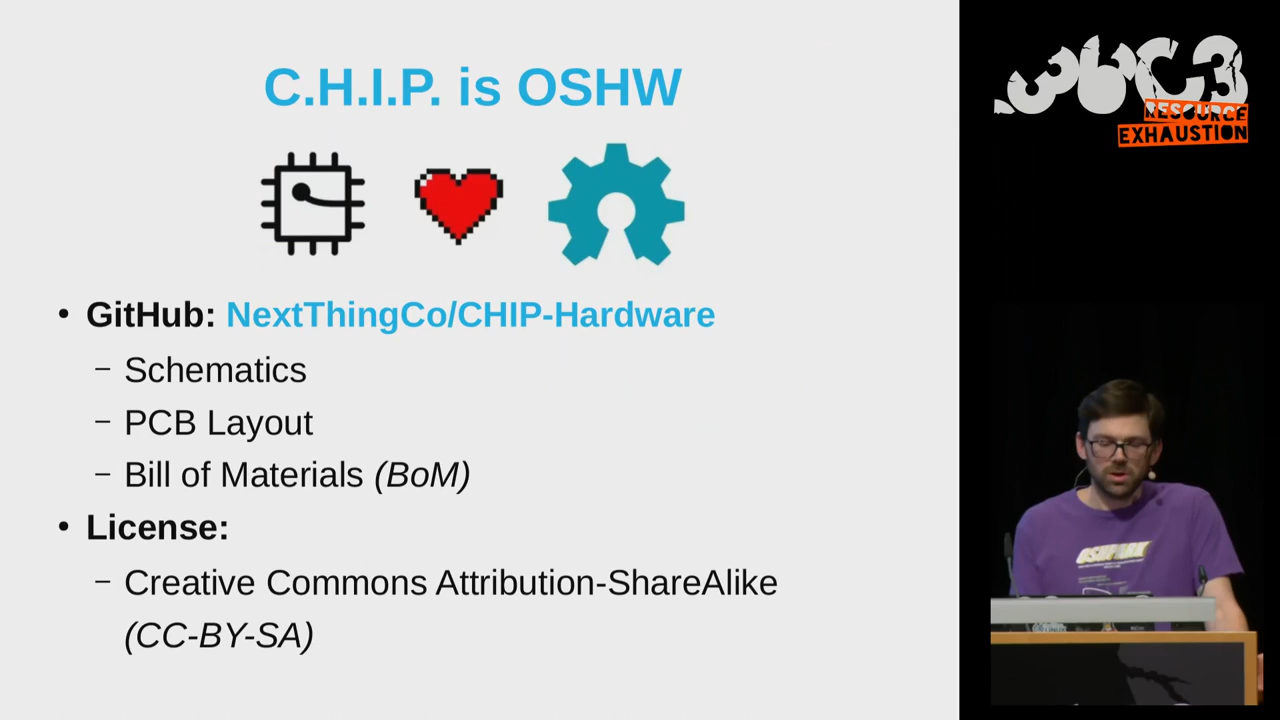 C.H.I.P. is OSHW
• GitHub: NextThingCo/CHIP-Hardware
– Schematics
– PCB Layout
– Bill of Materials (BoM)
• License:
– Creative Commons Attribution-ShareAlike
(CC-BY-SA)
36C3
RESOURCE
EXHAUSTION